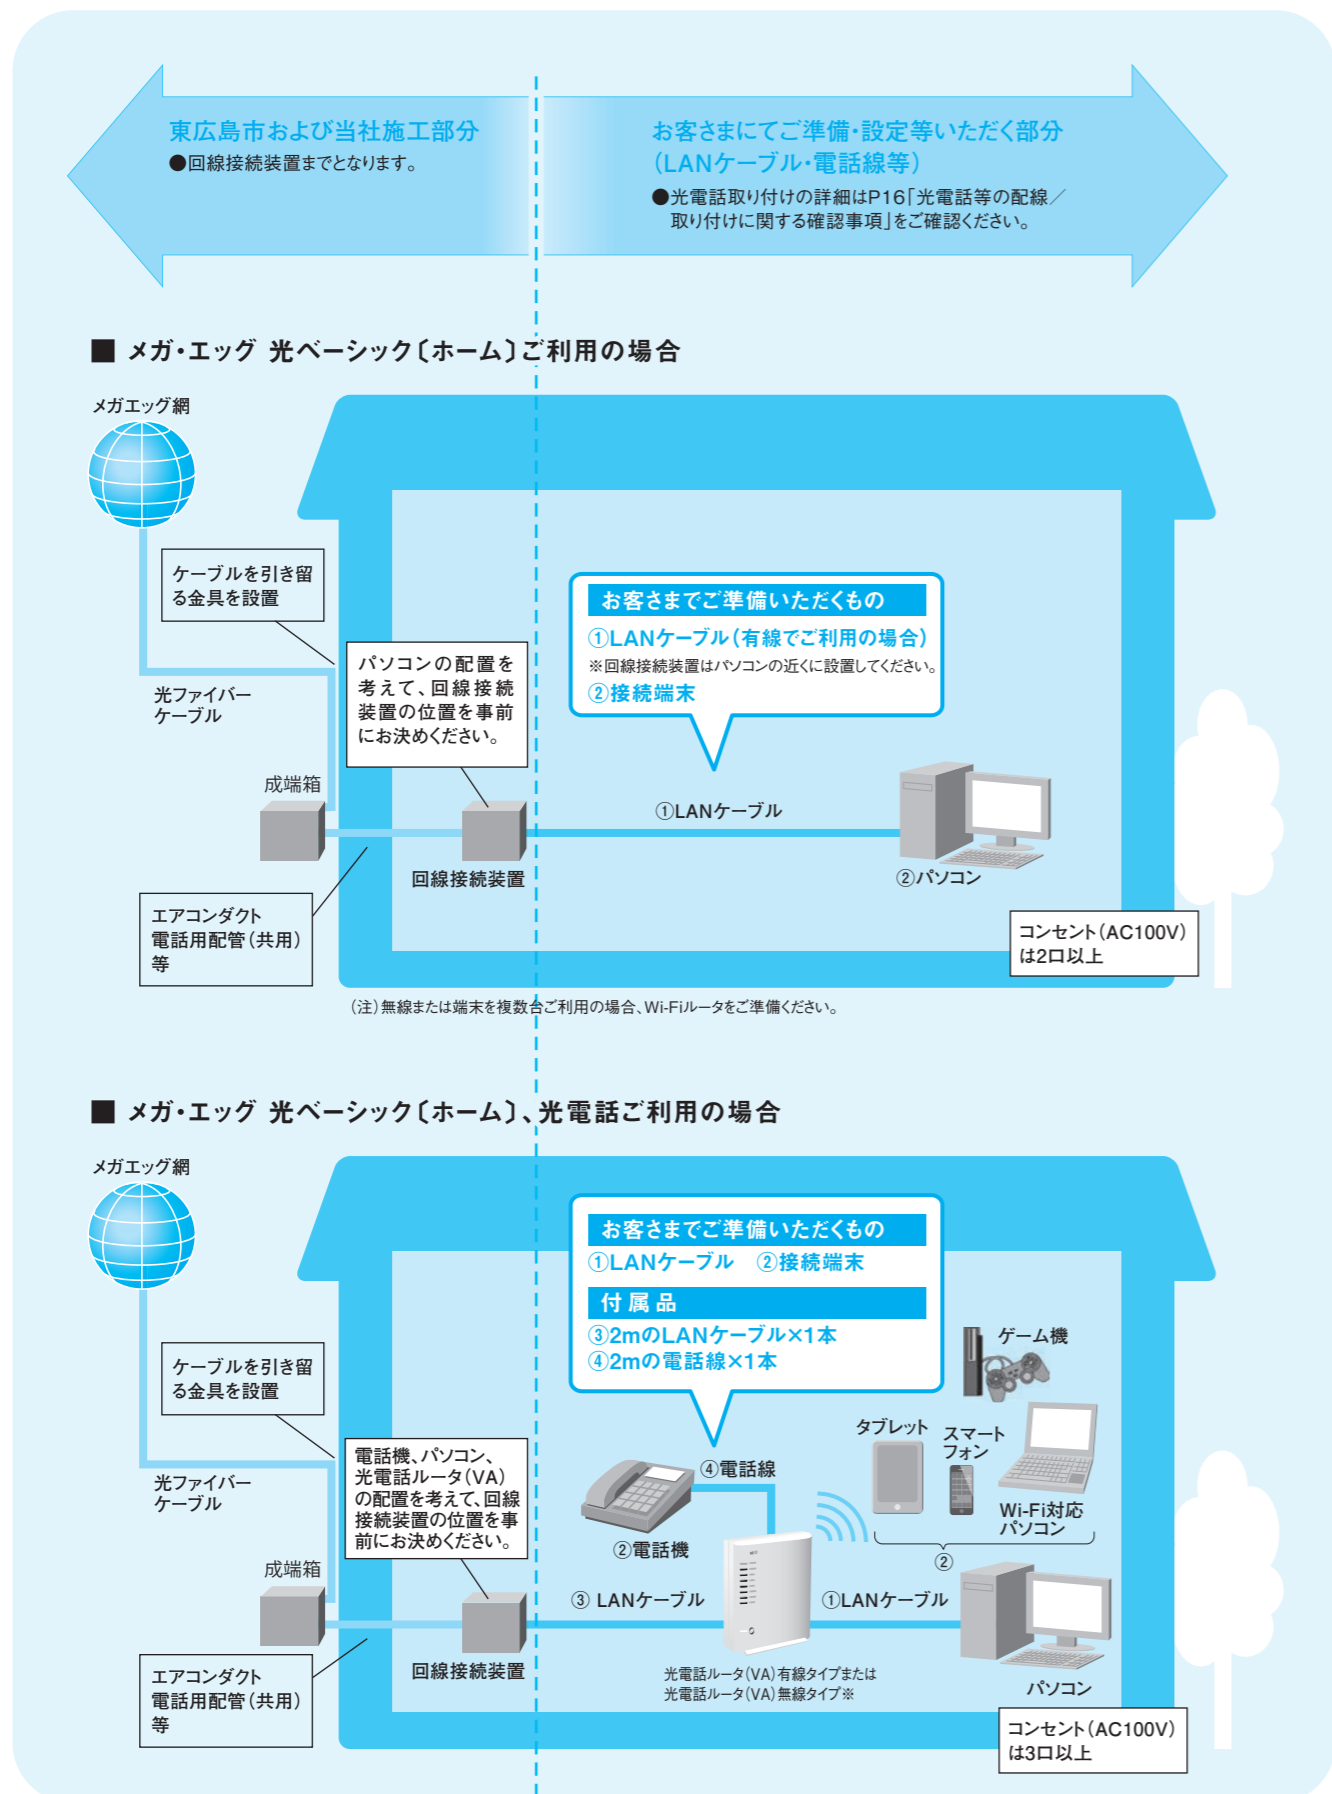 東広島市および当社施工部分
●回線接続装置までとなります。
お客さまにてご準備・設定等いただく部分
（LANケーブル・電話線等）
●光電話取り付けの詳細はP16「光電話等の配線／
取り付けに関する確認事項」をご確認ください。
■ メガ・エッグ 光ベーシック〔ホーム〕ご利用の場合
メガエッグ網
ケーブルを引き留
る金具を設置
光ファイバー
ケーブル
パソコンの配置を
考えて、回線接続
装置の位置を事前
にお決めください。
お客さまでご準備いただくもの
①LANケーブル（有線でご利用の場合）
※回線接続装置はパソコンの近くに設置してください。
②接続端末
成端箱
①LANケーブル
回線接続装置
②パソコン
エアコンダクト
電話用配管（共用）
等
コンセント（AC100V）
は2口以上
（注）無線または端末を複数台ご利用の場合、Wi-Fiルータをご準備ください。
■ メガ・エッグ 光ベーシック〔ホーム〕、光電話ご利用の場合
メガエッグ網
お客さまでご準備いただくもの
①LANケーブル ②接続端末
付属品
③2mのLANケーブル×1本
④2mの電話線×1本
ケーブルを引き留
る金具を設置
光ファイバー
ケーブル
電話機、パソコン、
光電話ルータ（VA）
の配置を考えて、回線
接続装置の位置を事
前にお決めください。
ゲーム機
タブレット
スマート
フォン
Wi-Fi対応
パソコン
②
④電話線
②電話機
成端箱
③ LANケーブル
①LANケーブル
回線接続装置
光電話ルータ（VA）有線タイプまたは
光電話ルータ（VA）無線タイプ※
パソコン
エアコンダクト
電話用配管（共用）
等
コンセント（AC100V）
は3口以上